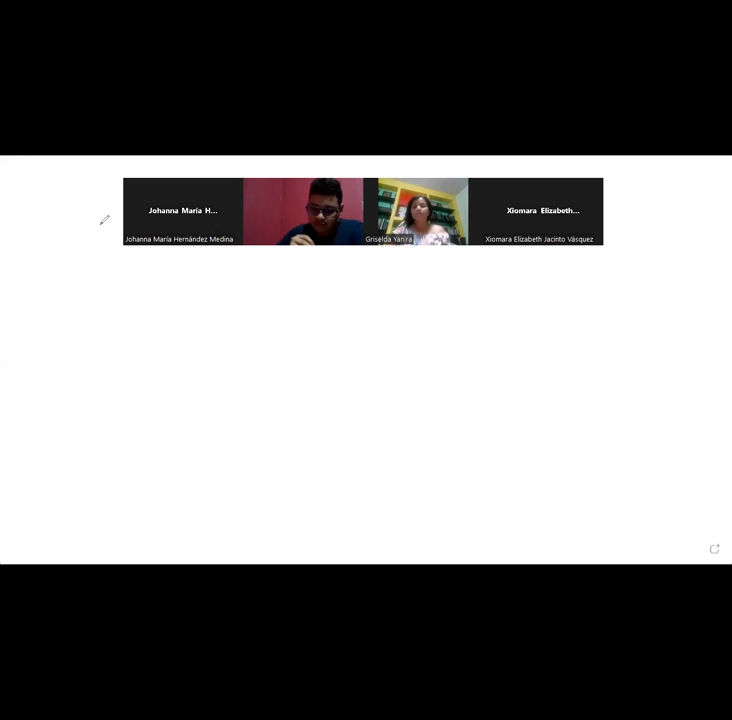 Johanna María H...
Xiomara Elizabeth...
Johanna María Hernández Medina
Griselda Yanira
Xiomara Elizabeth Jacinto Vásquez